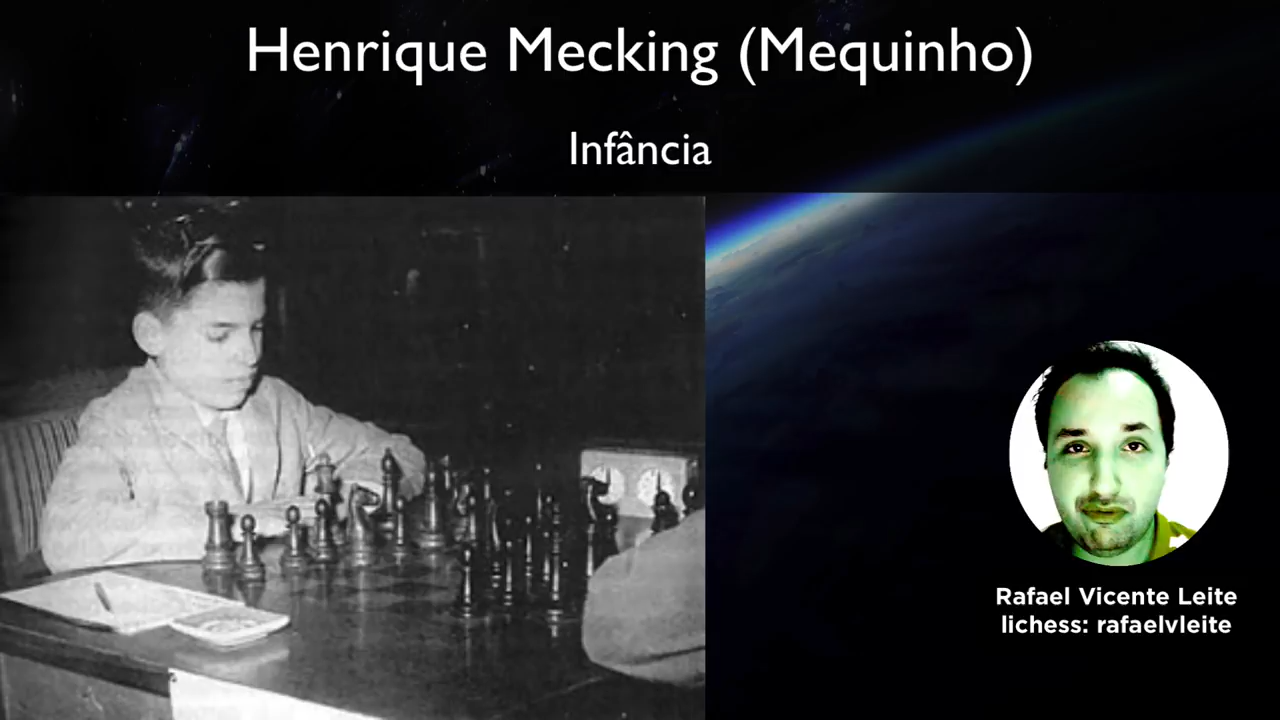 Henrique Mecking (Mequinho)
Infância
Rafael Vicente Leite
lichess: rafaelvleite